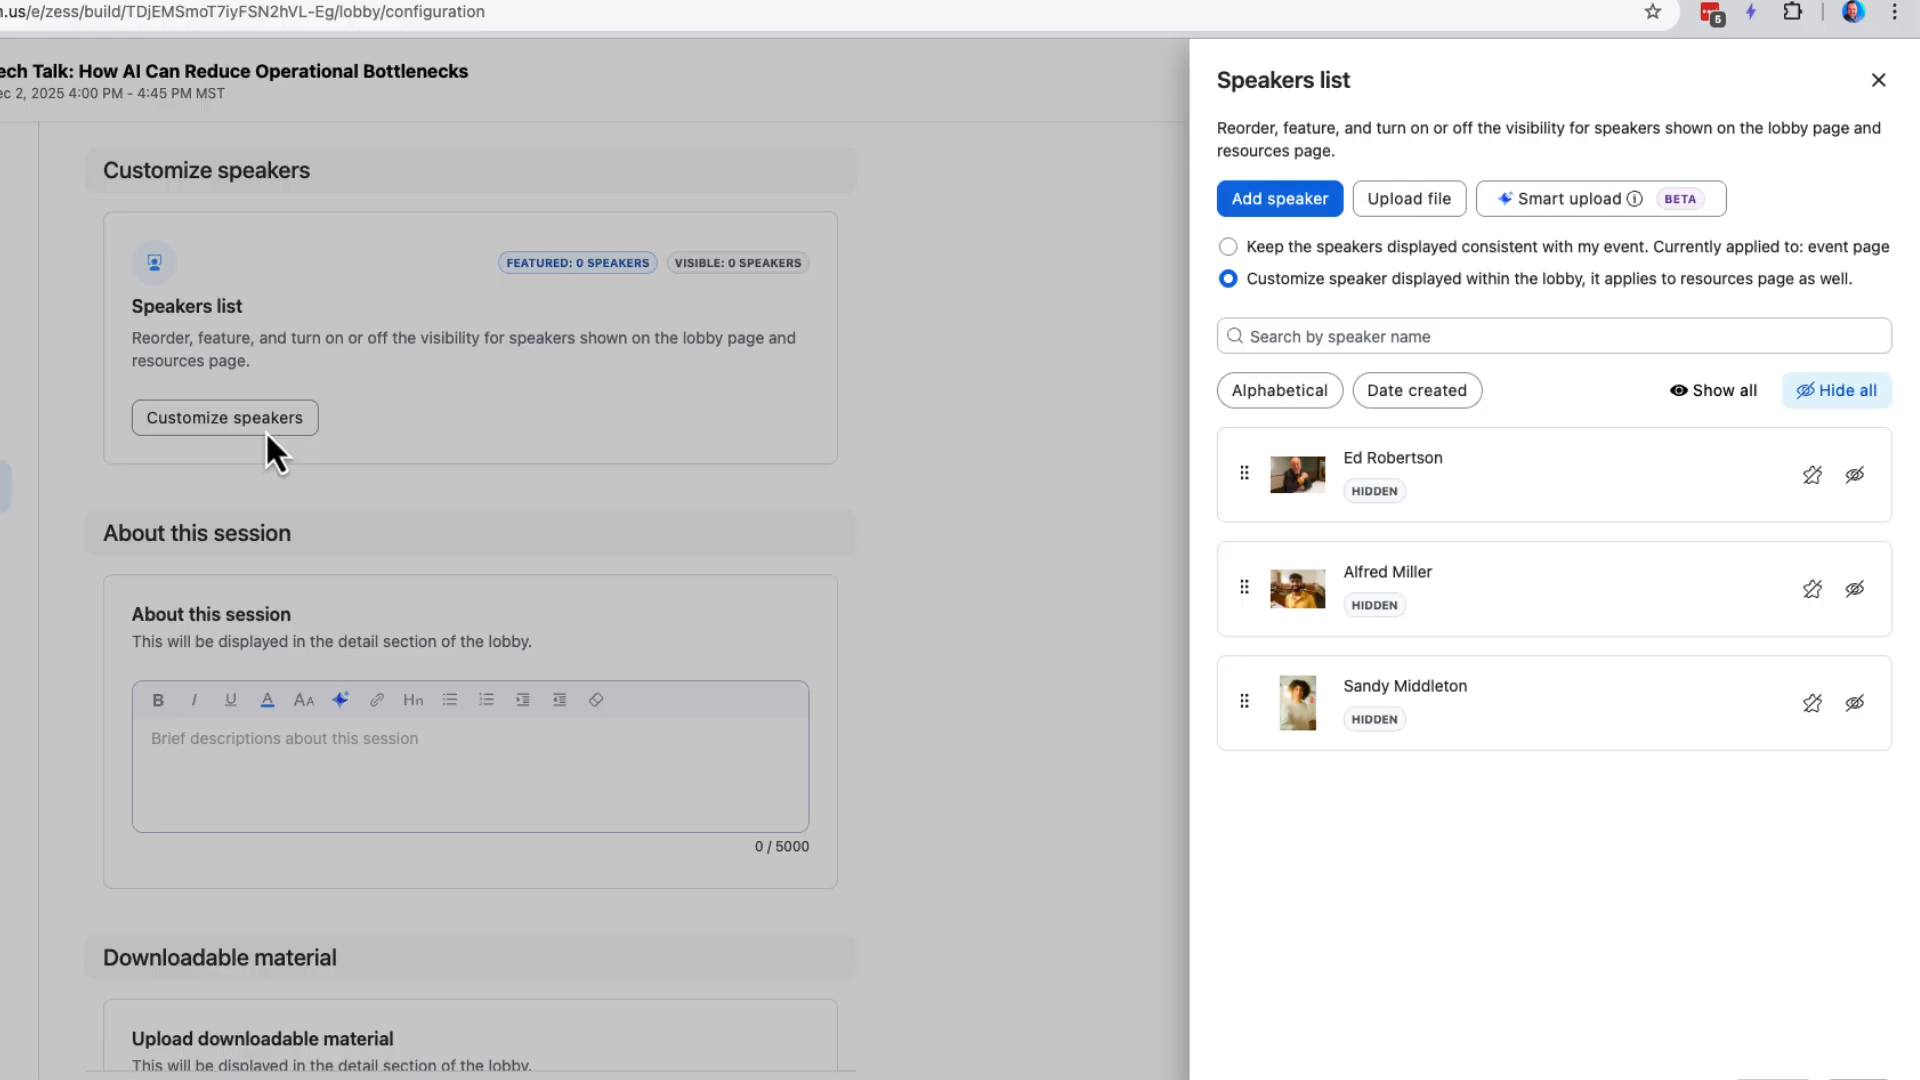 n.us/e/zess/build/TDjEMSmoT7iyFSN2hVL-Eg/lobby/configuration
5
ech Talk: How AI Can Reduce Operational Bottlenecks
ec 2, 2025 4:00 PM - 4:45 PM MST
Customize speakers
FEATURED: 0 SPEAKERS
VISIBLE: 0 SPEAKERS
Speakers list
Reorder, feature, and turn on or off the visibility for speakers shown on the lobby page and
resources page.
Customize speakers
About this session
About this session
This will be displayed in the detail section of the lobby.
B I U A AA Hn
Brief descriptions about this session
0 / 5000
Downloadable material
Upload downloadable material
This will be displayed in the detail section of the lobby.
Speakers list
Reorder, feature, and turn on or off the visibility for speakers shown on the lobby page and
resources page.
Add speaker
Upload file
Smart upload BETA
Keep the speakers displayed consistent with my event. Currently applied to: event page
Customize speaker displayed within the lobby, it applies to resources page as well.
Search by speaker name
Alphabetical
Date created
Show all
Hide all
Ed Robertson
HIDDEN
Alfred Miller
HIDDEN
Sandy Middleton
HIDDEN